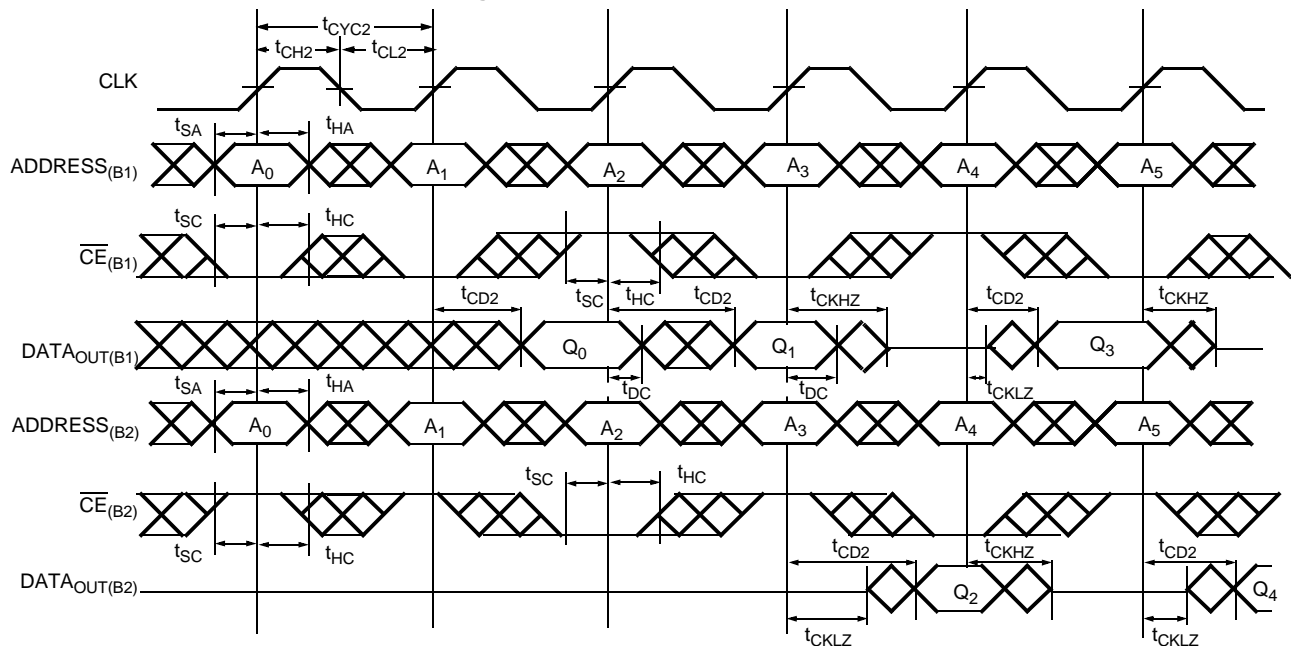 tCYC2
tCH2 tCL2
CLK
tSA tHA
ADDRESS(B1) A0 A1 A2 A3 A4 A5
tSC tHC
CE(B1)
tSC tHC tCD2
tCD2 tCKHZ tCD2 tCKHZ
DATAOUT(B1) Q0 Q1 Q3
tDC tDC tCKLZ
tSA tHA
ADDRESS(B2) A0 A1 A2 A3 A4 A5
tSC tHC
CE(B2)
tSC tHC tCD2 tCKHZ tCD2
DATAOUT(B2) Q2 Q4
tCKLZ tCKLZ